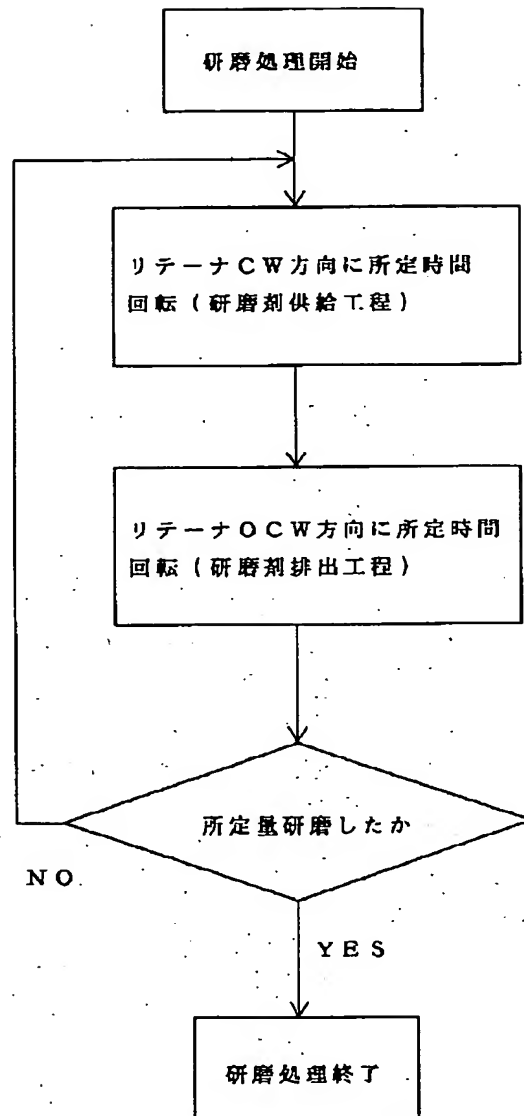 研磨処理開始
リテーナCW方向に所定時間
回転(研磨剤供給工程)
リテーナOCW方向に所定時間
回転(研磨剤排出工程)
所定量研磨したか
NO
YES
研磨処理終了